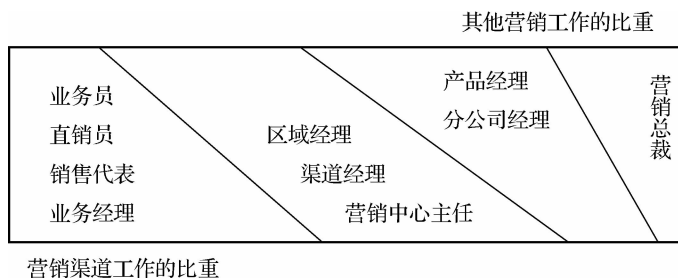 其他营销工作的比重
业务员
直销员
销售代表
业务经理
区域经理
渠道经理
营销中心主任
产品经理
分公司经理
营销总裁
营销渠道工作的比重